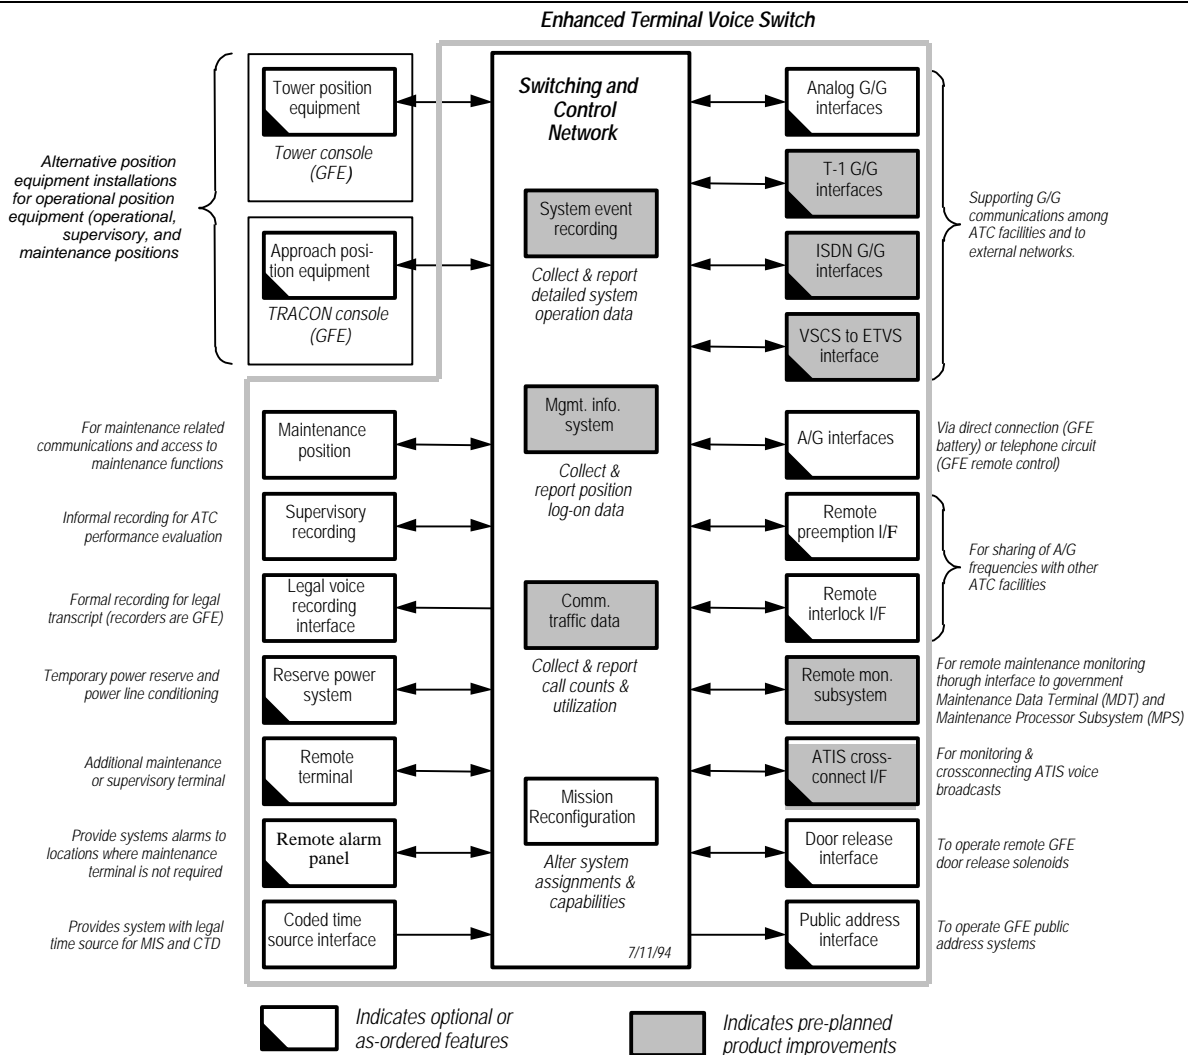 Enhanced Terminal Voice Switch
Alternative position
equipment installations
for operational position
equipment (operational,
supervisory, and
maintenance positions
Tower position
equipment
Tower console
(GFE)
Approach posi-
tion equipment
TRACON console
(GFE)
For maintenance related
communications and access to
maintenance functions
Maintenance
position
Informal recording for ATC
performance evaluation
Supervisory
recording
Formal recording for legal
transcript (recorders are GFE)
Legal voice
recording
interface
Temporary power reserve and
power line conditioning
Reserve power
system
Additional maintenance
or supervisory terminal
Remote
terminal
Provide systems alarms to
locations where maintenance
terminal is not required
Remote alarm
panel
Provides system with legal
time source for MIS and CTD
Coded time
source interface
Switching and
Control
Network
System event
recording
Collect & report
detailed system
operation data
Mgmt. info.
system
Collect &
report position
log-on data
Comm.
traffic data
Collect & report
call counts &
utilization
Mission
Reconfiguration
Alter system
assignments &
capabilities
7/11/94
Analog G/G
interfaces
T-1 G/G
interfaces
ISDN G/G
interfaces
VSCS to ETVS
interface
Supporting G/G
communications among
ATC facilities and to
external networks.
A/G interfaces
Via direct connection (GFE
battery) or telephone circuit
(GFE remote control)
Remote
preemption I/F
Remote
interlock I/F
For sharing of A/G
frequencies with other
ATC facilities
Remote mon.
subsystem
For remote maintenance monitoring
thorugh interface to government
Maintenance Data Terminal (MDT) and
Maintenance Processor Subsystem (MPS)
ATIS cross-
connect I/F
For monitoring &
crossconnecting ATIS voice
broadcasts
Door release
interface
To operate remote GFE
door release solenoids
Public address
interface
To operate GFE public
address systems
Indicates optional or
as-ordered features
Indicates pre-planned
product improvements